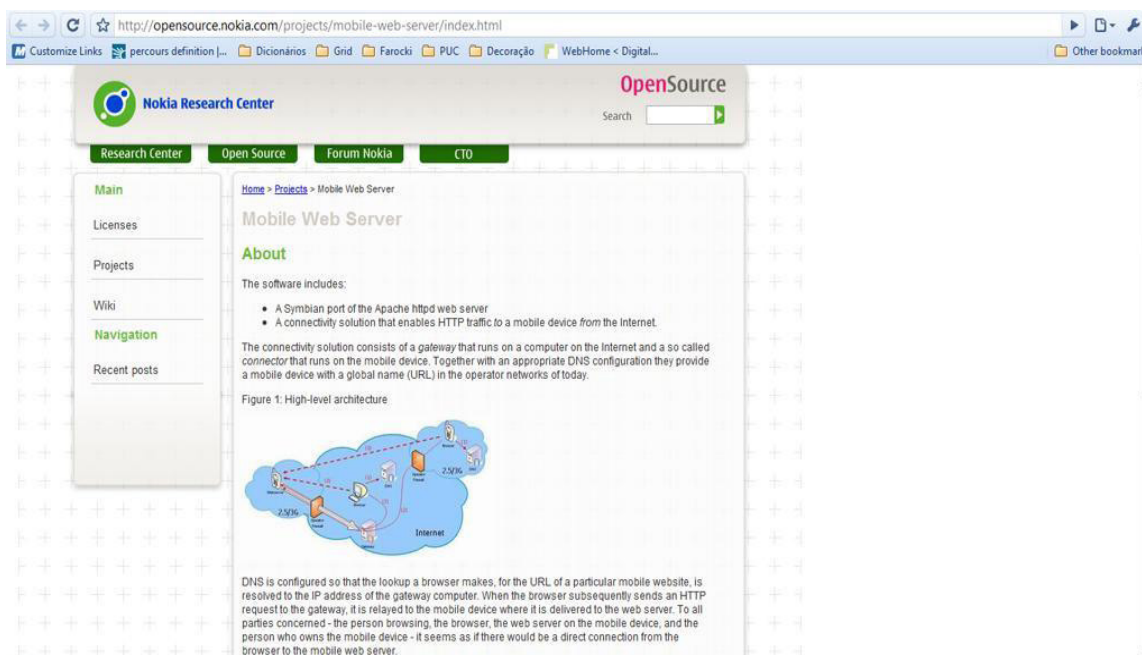 http://opensource.nokia.com/projects/mobile-web-server/index.html
Customize Links percours definition |... Dicionários Grid Farocki PUC Decoração WebHome < Digital... Other bookmar
Nokia Research Center
OpenSource
Search
Research Center Open Source Forum Nokia CTO
Main
Licenses
Projects
Wiki
Navigation
Recent posts
Home > Projects > Mobile Web Server
Mobile Web Server
About
The software includes:
A Symbian port of the Apache httpd web server
A connectivity solution that enables HTTP traffic to a mobile device from the Internet.
The connectivity solution consists of a gateway that runs on a computer on the Internet and a so called
connector that runs on the mobile device. Together with an appropriate DNS configuration they provide
a mobile device with a global name (URL) in the operator networks of today.
Figure 1: High-level architecture
2.5/3G
2.5/3G
Internet
DNS is configured so that the lookup a browser makes, for the URL of a particular mobile website, is
resolved to the IP address of the gateway computer. When the browser subsequently sends an HTTP
request to the gateway, it is relayed to the mobile device where it is delivered to the web server. To all
parties concerned - the person browsing, the browser, the web server on the mobile device, and the
person who owns the mobile device - it seems as if there would be a direct connection from the
browser to the mobile web server.